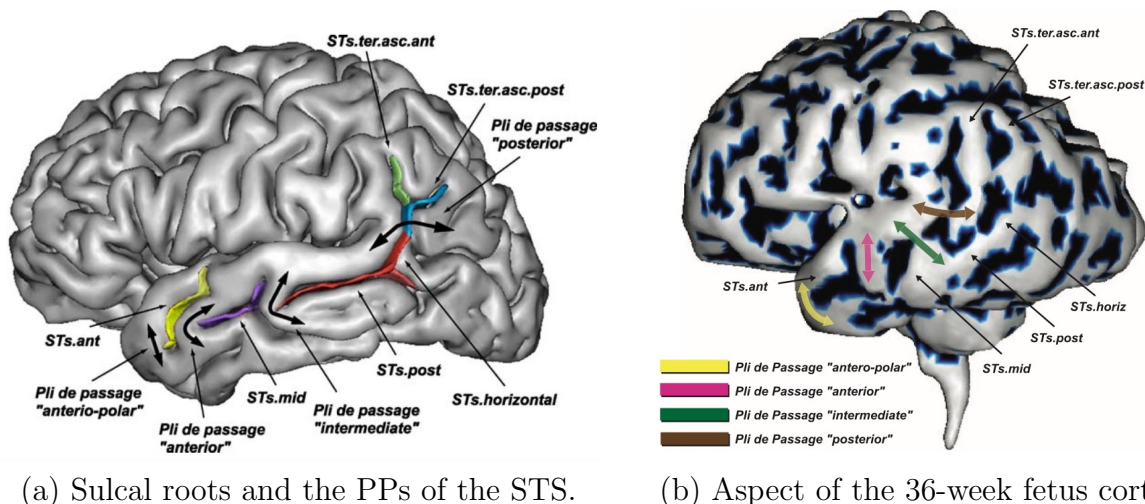 STs.ter.asc.ant
STs.ter.asc.post
Pli de passage
"posterior"
STs.ant
Pli de passage
"anterio-polar"
Pli de passage
"anterior"
STs.mid
Pli de passage
"intermediate"
STs.post
STs.horizontal
(a) Sulcal roots and the PPs of the STS.
STs.ter.asc.ant
STs.ter.asc.post
STs.ant
STs.horiz
STs.post
STs.mid
Pli de Passage "antero-polar"
Pli de Passage "anterior"
Pli de Passage "intermediate"
Pli de Passage "posterior"
(b) Aspect of the 36-week fetus cort